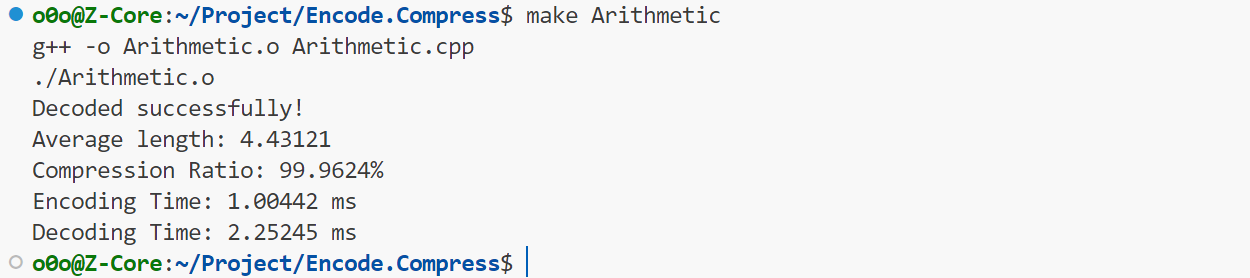 o0o@Z-Core:~/Project/Encode.Compress$ make Arithmetic
g++ -o Arithmetic.o Arithmetic.cpp
./Arithmetic.o
Decoded successfully!
Average length: 4.43121
Compression Ratio: 99.9624%
Encoding Time: 1.00442 ms
Decoding Time: 2.25245 ms
o0o@Z-Core:~/Project/Encode.Compress$